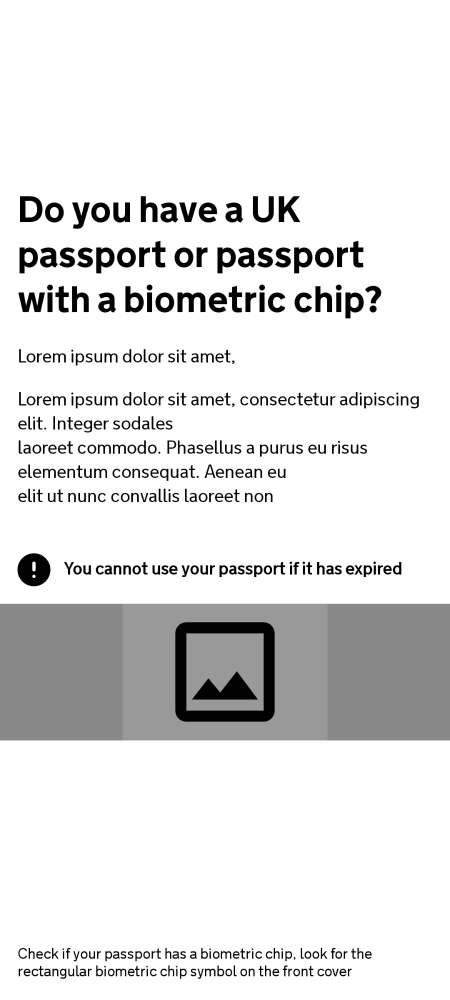 Do you have a UK
passport or passport
with a biometric chip?
Lorem ipsum dolor sit amet,
Lorem ipsum dolor sit amet, consectetur adipiscing
elit. Integer sodales
laoreet commodo. Phasellus a purus eu risus
elementum consequat. Aenean eu
elit ut nunc convallis laoreet non
You cannot use your passport if it has expired
Check if your passport has a biometric chip, look for the
rectangular biometric chip symbol on the front cover